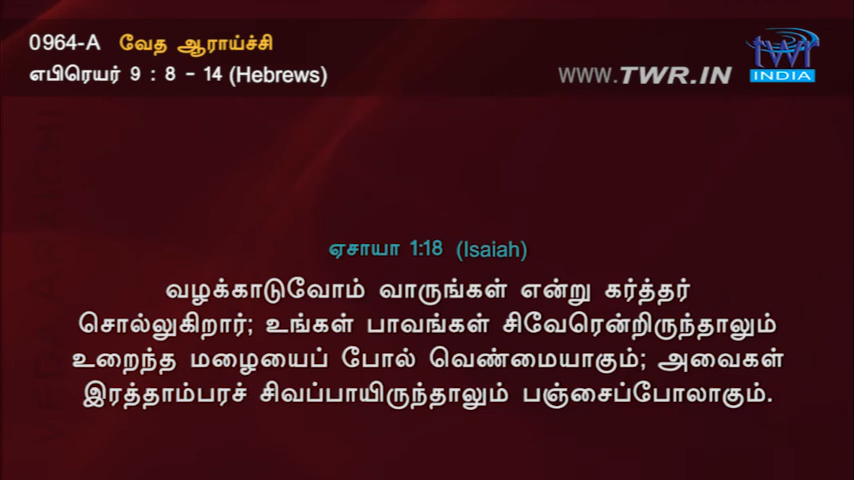 0964-A வேத ஆராய்ச்சி
எபிரெயர் 9 : 8 - 14 (Hebrews)
WWW.TWR.IN
twr
INDIA
ஏசாயா 1:18 (Isaiah)
வழக்காடுவோம் வாருங்கள் என்று கர்த்தர்
சொல்லுகிறார்; உங்கள் பாவங்கள் சிவேரென்றிருந்தாலும்
உறைந்த மழையைப் போல் வெண்மையாகும்; அவைகள்
இரத்தாம்பரச் சிவப்பாயிருந்தாலும் பஞ்சைப்போலாகும்.